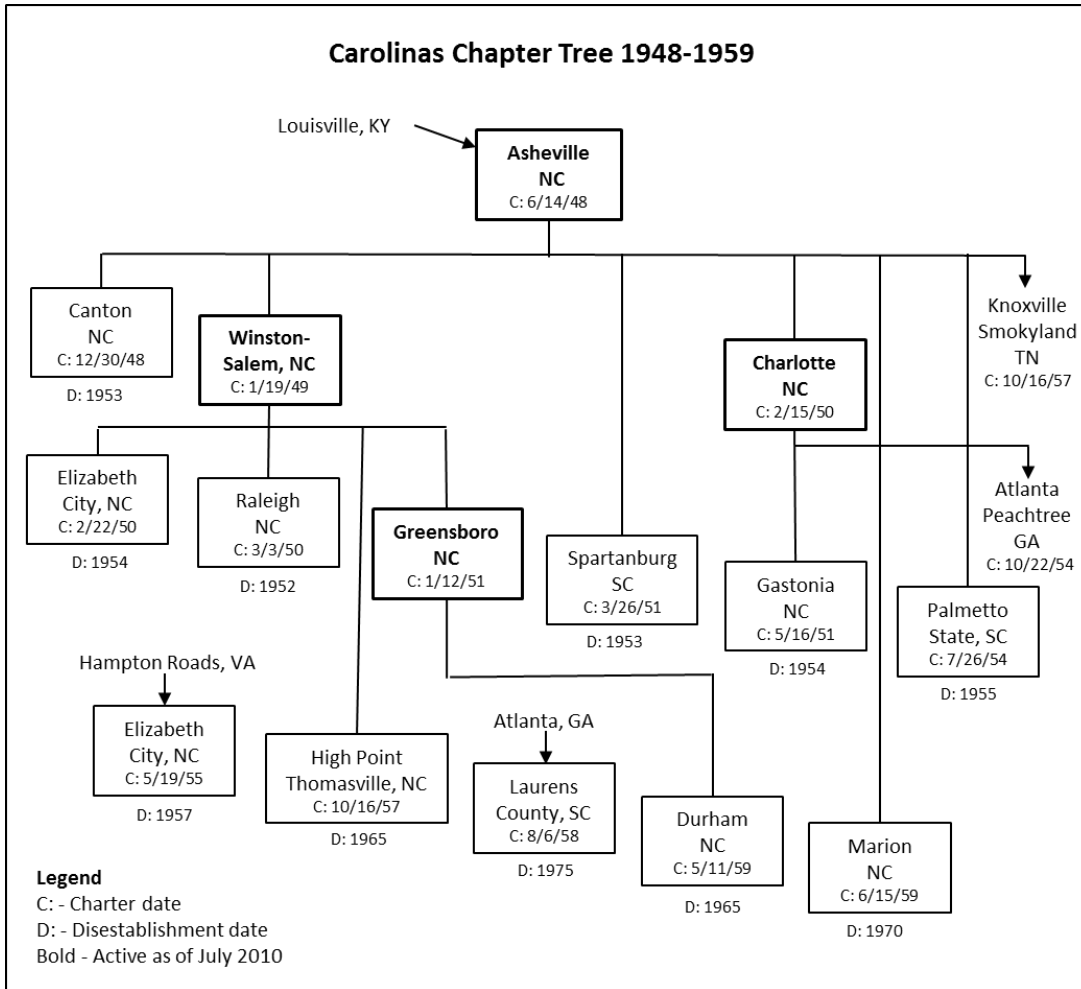 Carolinas Chapter Tree 1948-1959
Louisville, KY
Asheville
NC
C: 6/14/48
Canton
NC
C: 12/30/48
D: 1953
Winston-
Salem, NC
C: 1/19/49
Charlotte
NC
C: 2/15/50
Knoxville
Smokyland
TN
C: 10/16/57
Elizabeth
City, NC
C: 2/22/50
D: 1954
Raleigh
NC
C: 3/3/50
D: 1952
Greensboro
NC
C: 1/12/51
Spartanburg
SC
C: 3/26/51
D: 1953
Gastonia
NC
C: 5/16/51
D: 1954
Atlanta
Peachtree
GA
C: 10/22/54
Palmetto
State, SC
C: 7/26/54
D: 1955
Hampton Roads, VA
Elizabeth
City, NC
C: 5/19/55
D: 1957
High Point
Thomasville, NC
C: 10/16/57
D: 1965
Atlanta, GA
Laurens
County, SC
C: 8/6/58
D: 1975
Durham
NC
C: 5/11/59
D: 1965
Marion
NC
C: 6/15/59
D: 1970
Legend
C: - Charter date
D: - Disestablishment date
Bold - Active as of July 2010